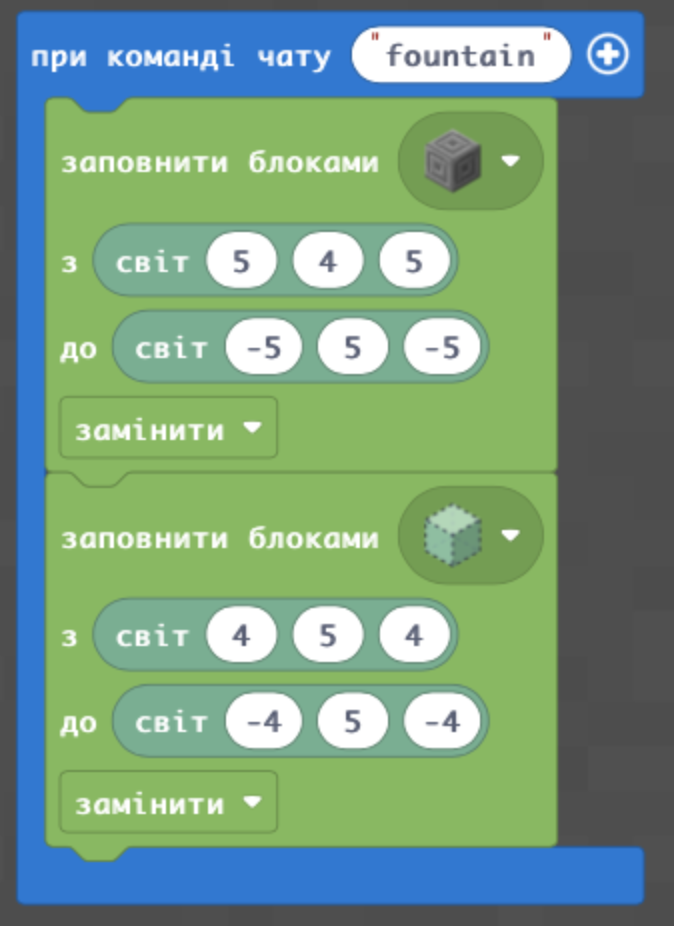 при команді чату "fountain"
заповнити блоками
з світ 5 4 5
до світ -5 5 -5
замінити
заповнити блоками
з світ 4 5 4
до світ -4 5 -4
замінити